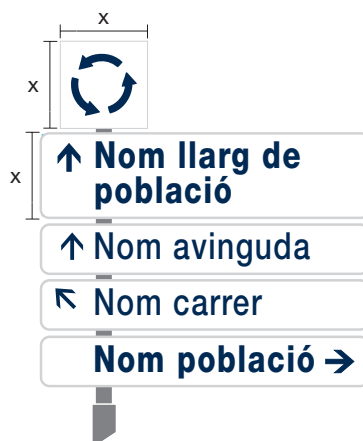 x
x
x
Nom llarg de
població
Nom avinguda
Nom carrer
Nom població